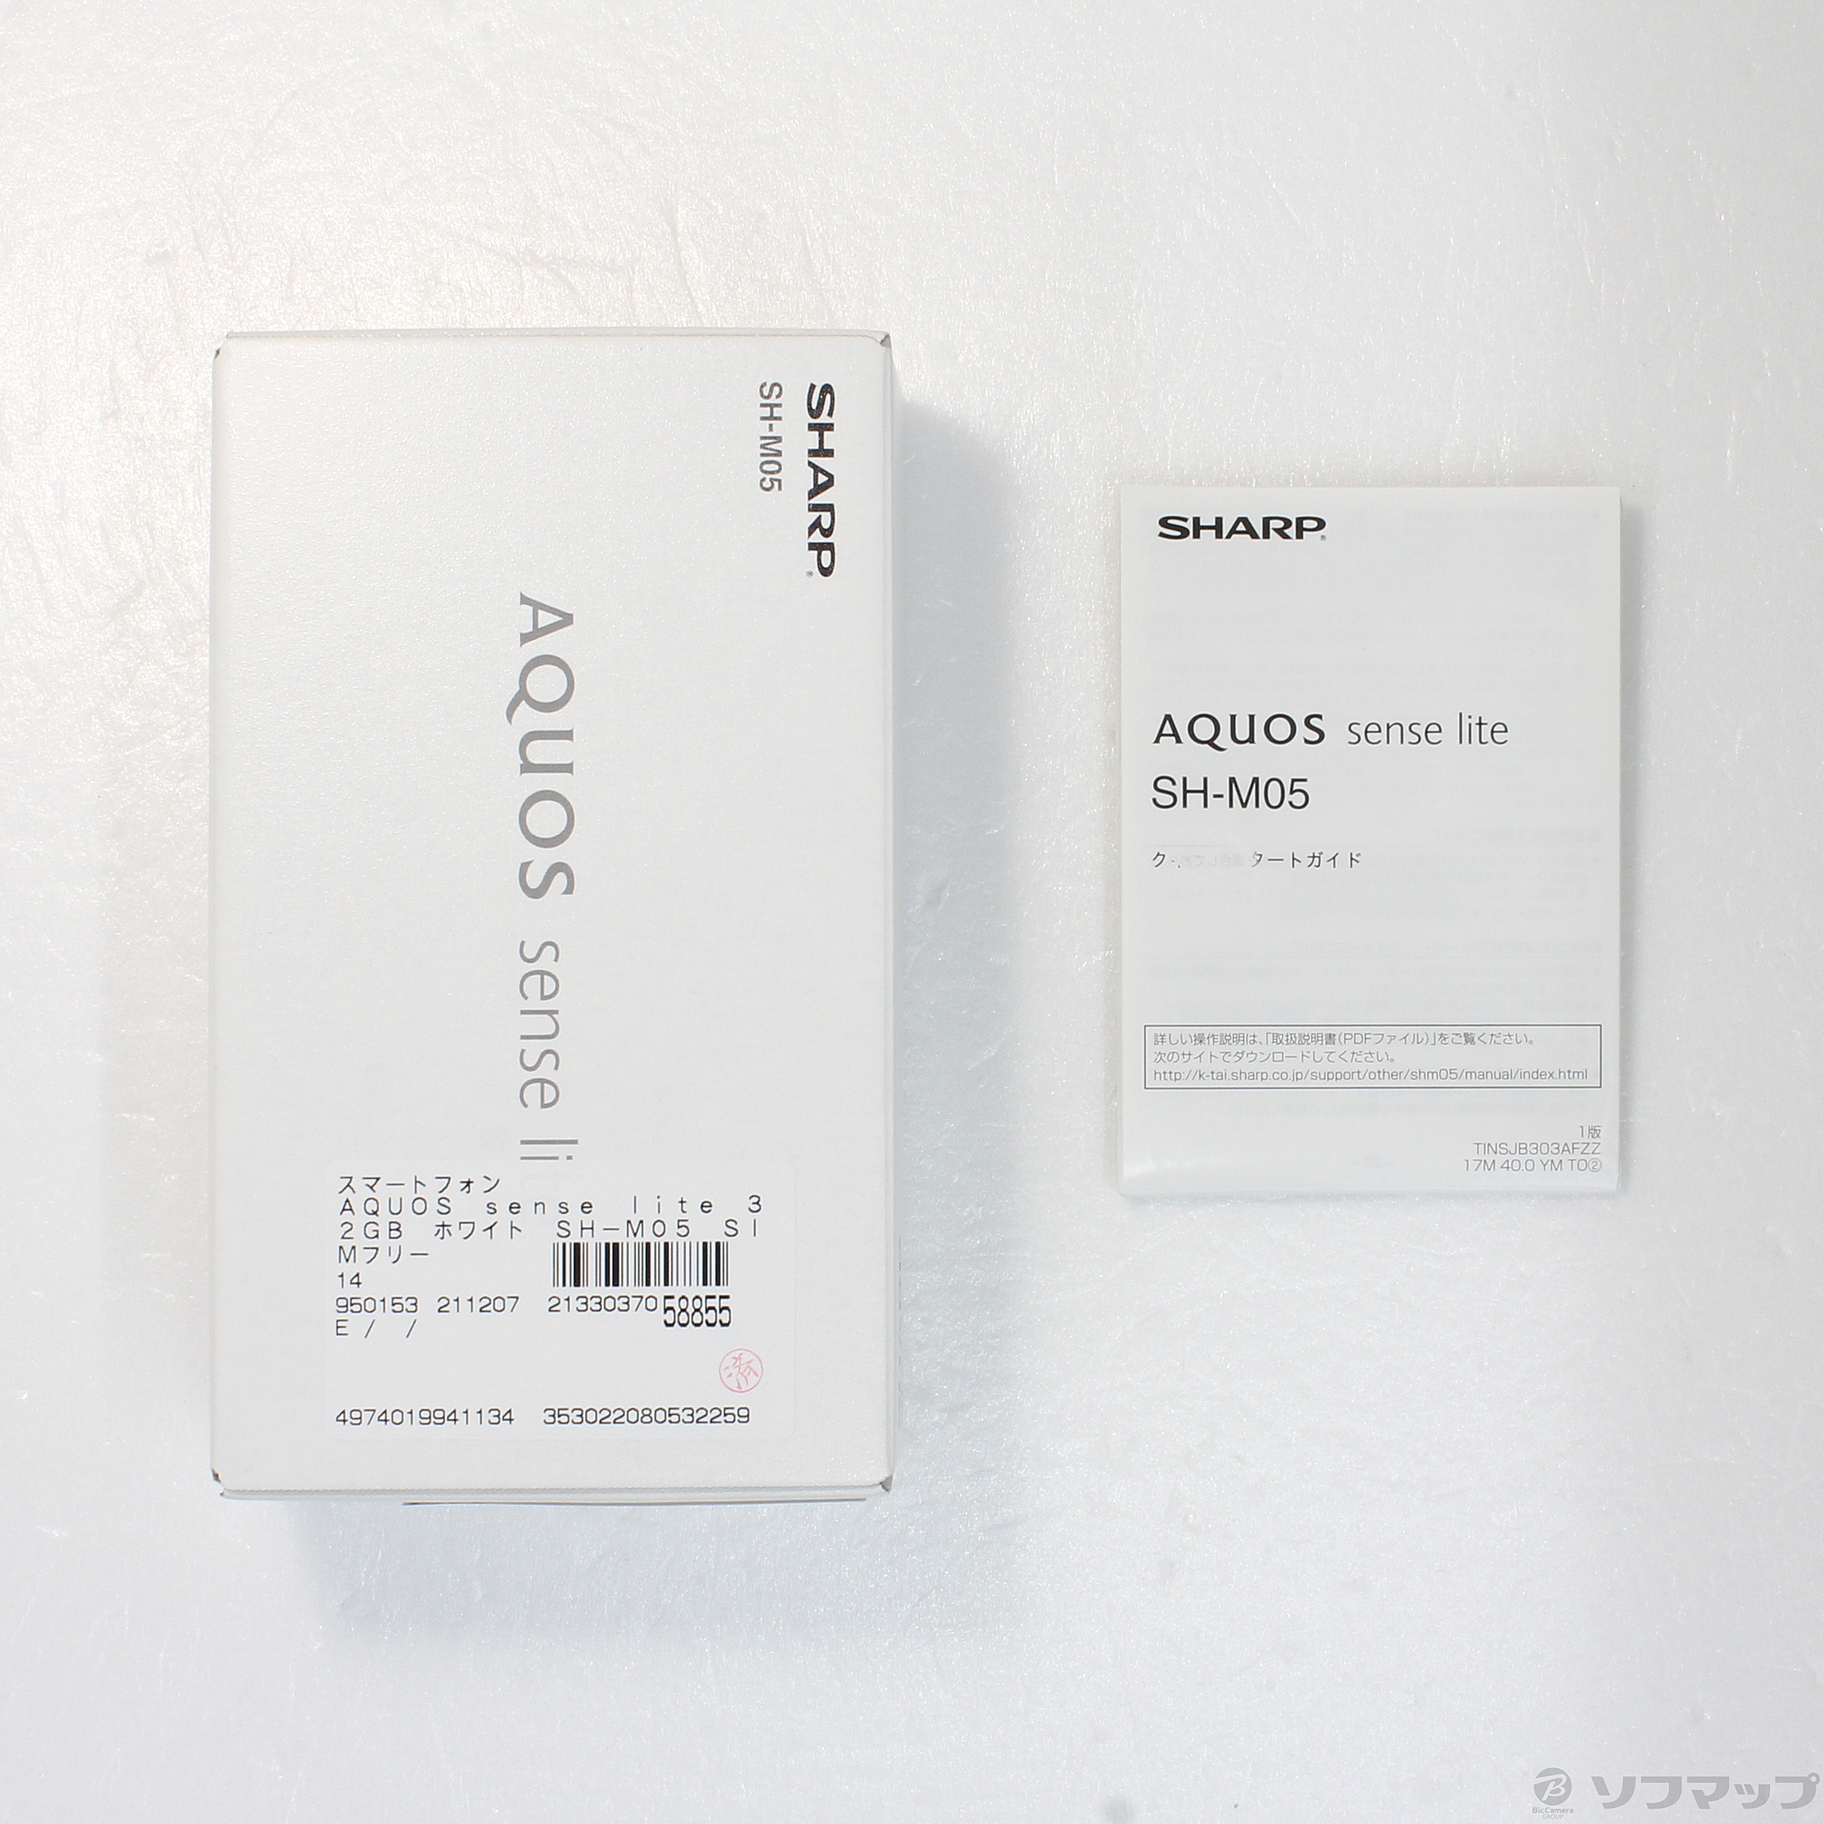 SHARP
SH-M05
AQUOS sense li
スマートフォン
AQUOS sense lite 3
2GB ホワイト SH-M05 SI
Mフリー
14
950153 211207 21330370 58855
E / /
済
4974019941134 353022080532259
SHARP
AQUOS sense lite
SH-M05
ク タートガイド
詳しい操作説明は、「取扱説明書(PDFファイル)」をご覧ください。
次のサイトでダウンロードしてください。
http://k-tai.sharp.co.jp/support/other/shm05/manual/index.html
1版
TINSJB303AFZZ
17M 40.0 YM TO②
BicCamera
GROUP
ソフマップ